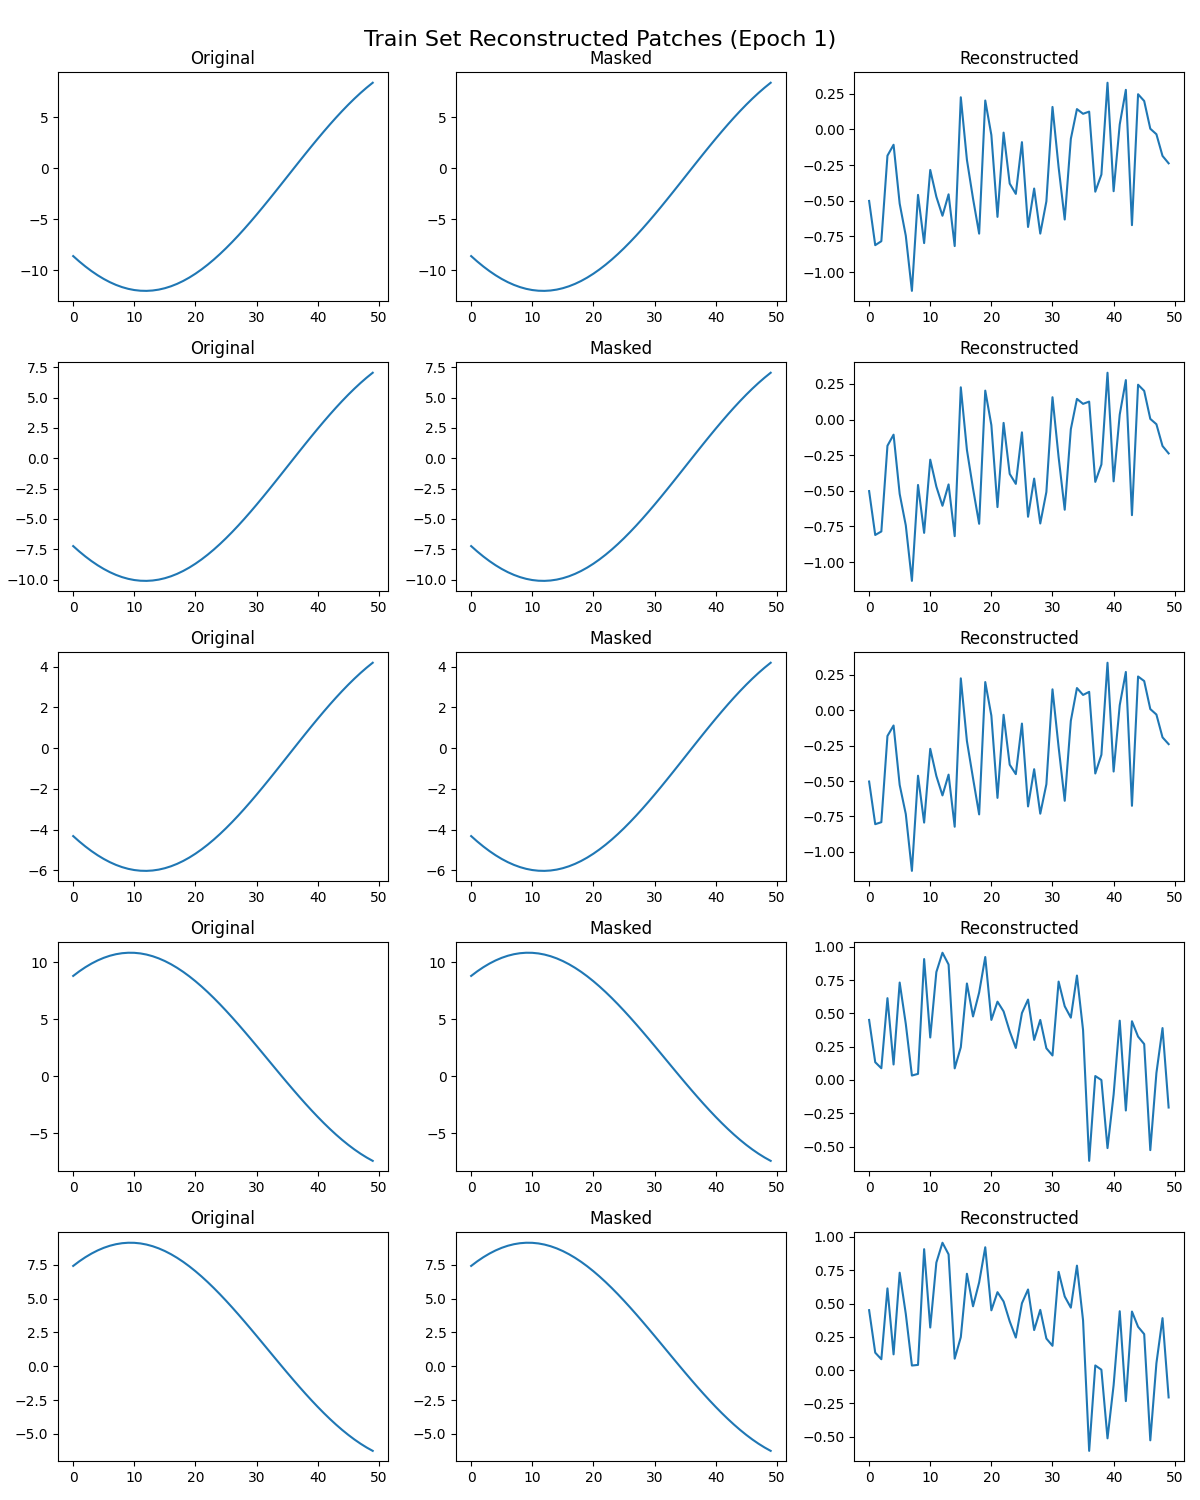 Train Set Reconstructed Patches (Epoch 1)
Original Masked Reconstructed
5 5 0.25
0 0 0.00
−5 −5 −0.25
−10 −10 −0.50
−0.75
−1.00
0 10 20 30 40 50 0 10 20 30 40 50 0 10 20 30 40 50
Original Masked Reconstructed
7.5 7.5 0.25
5.0 5.0 0.00
2.5 2.5 −0.25
0.0 0.0 −0.50
−2.5 −2.5 −0.75
−5.0 −5.0 −1.00
−7.5 −7.5
−10.0 −10.0
0 10 20 30 40 50 0 10 20 30 40 50 0 10 20 30 40 50
Original Masked Reconstructed
4 4 0.25
2 2 0.00
0 0 −0.25
−2 −2 −0.50
−4 −4 −0.75
−6 −6 −1.00
0 10 20 30 40 50 0 10 20 30 40 50 0 10 20 30 40 50
Original Masked Reconstructed
10 10 1.00
5 5 0.75
0 0 0.50
−5 −5 0.25
0.00
−0.25
−0.50
0 10 20 30 40 50 0 10 20 30 40 50 0 10 20 30 40 50
Original Masked Reconstructed
7.5 7.5 1.00
5.0 5.0 0.75
2.5 2.5 0.50
0.0 0.0 0.25
−2.5 −2.5 0.00
−5.0 −5.0 −0.25
−0.50
0 10 20 30 40 50 0 10 20 30 40 50 0 10 20 30 40 50